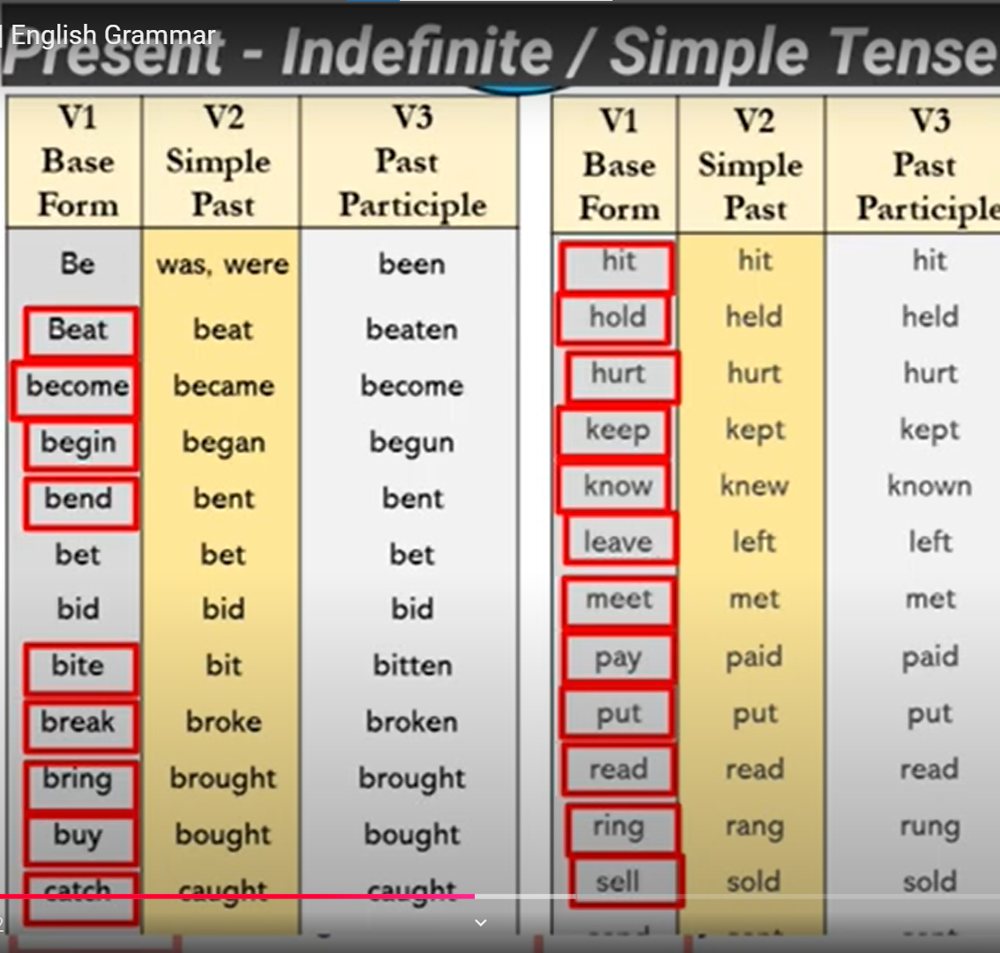 English Grammar
Present - Indefinite / Simple Tense
V1 V2 V3
Base Simple Past
Form Past Participle
Be was, were been
Beat beat beaten
become became become
begin began begun
bend bent bent
bet bet bet
bid bid bid
bite bit bitten
break broke broken
bring brought brought
buy bought bought
catch caught caught
V1 V2 V3
Base Simple Past
Form Past Participle
hit hit hit
hold held held
hurt hurt hurt
keep kept kept
know knew known
leave left left
meet met met
pay paid paid
put put put
read read read
ring rang rung
sell sold sold